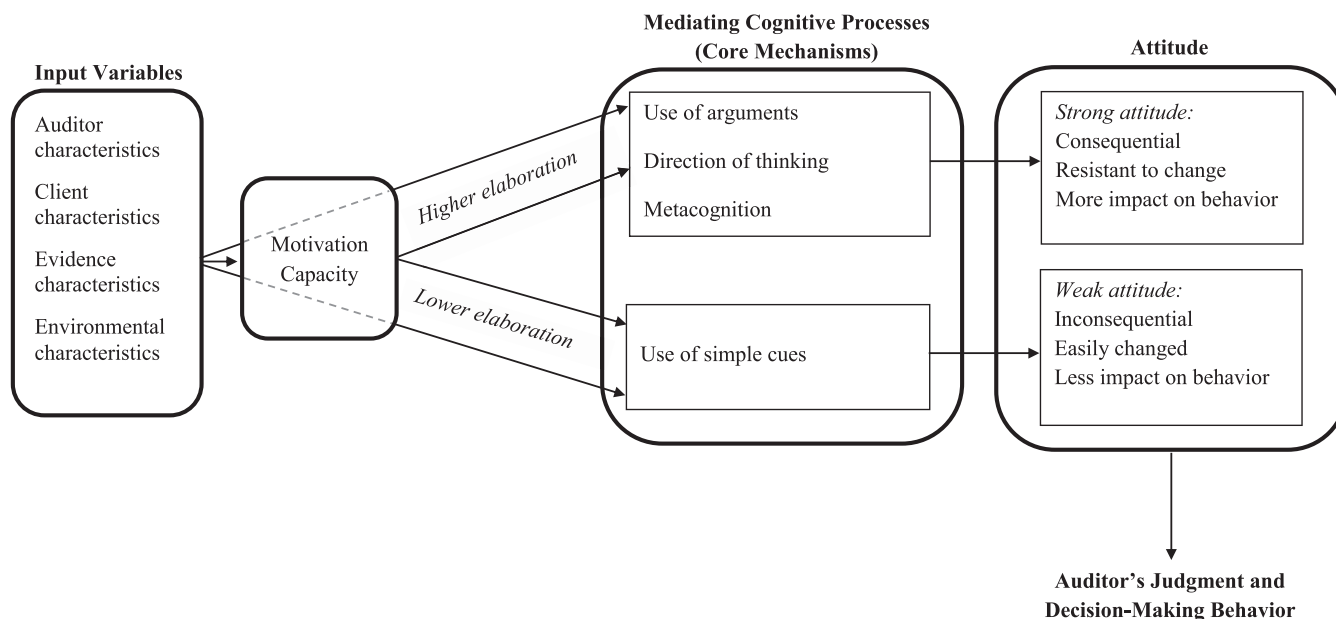 Input Variables
Auditor
characteristics
Client
characteristics
Evidence
characteristics
Environmental
characteristics
Motivation
Capacity
Higher elaboration
Lower elaboration
Mediating Cognitive Processes
(Core Mechanisms)
Use of arguments
Direction of thinking
Metacognition
Use of simple cues
Attitude
Strong attitude:
Consequential
Resistant to change
More impact on behavior
Weak attitude:
Inconsequential
Easily changed
Less impact on behavior
Auditor’s Judgment and
Decision-Making Behavior